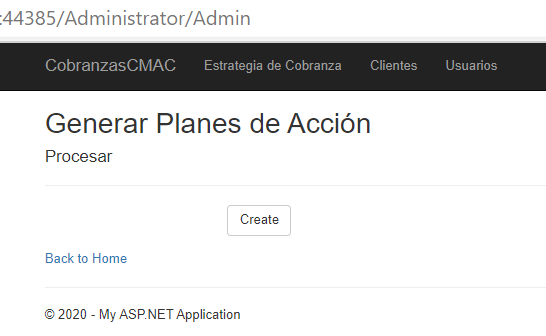 :44385/Administrator/Admin
CobranzasCMAC Estrategia de Cobranza Clientes Usuarios
Generar Planes de Acción
Procesar
Create
Back to Home
© 2020 - My ASP.NET Application